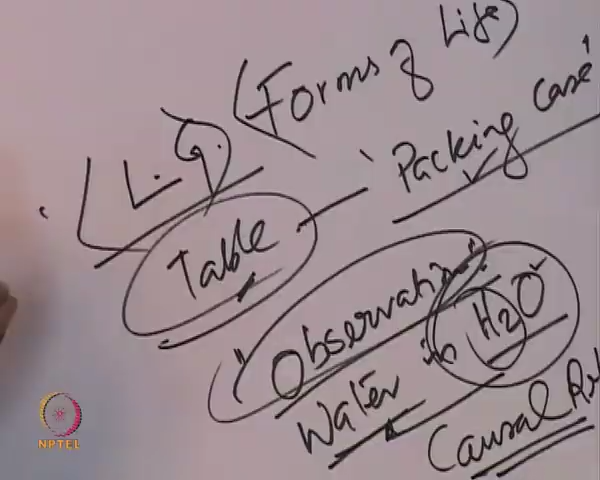 L.G. (Forms of Life)
Table - 'Packing Case'
"Observation"
Water is H2O
Causal
NPTEL